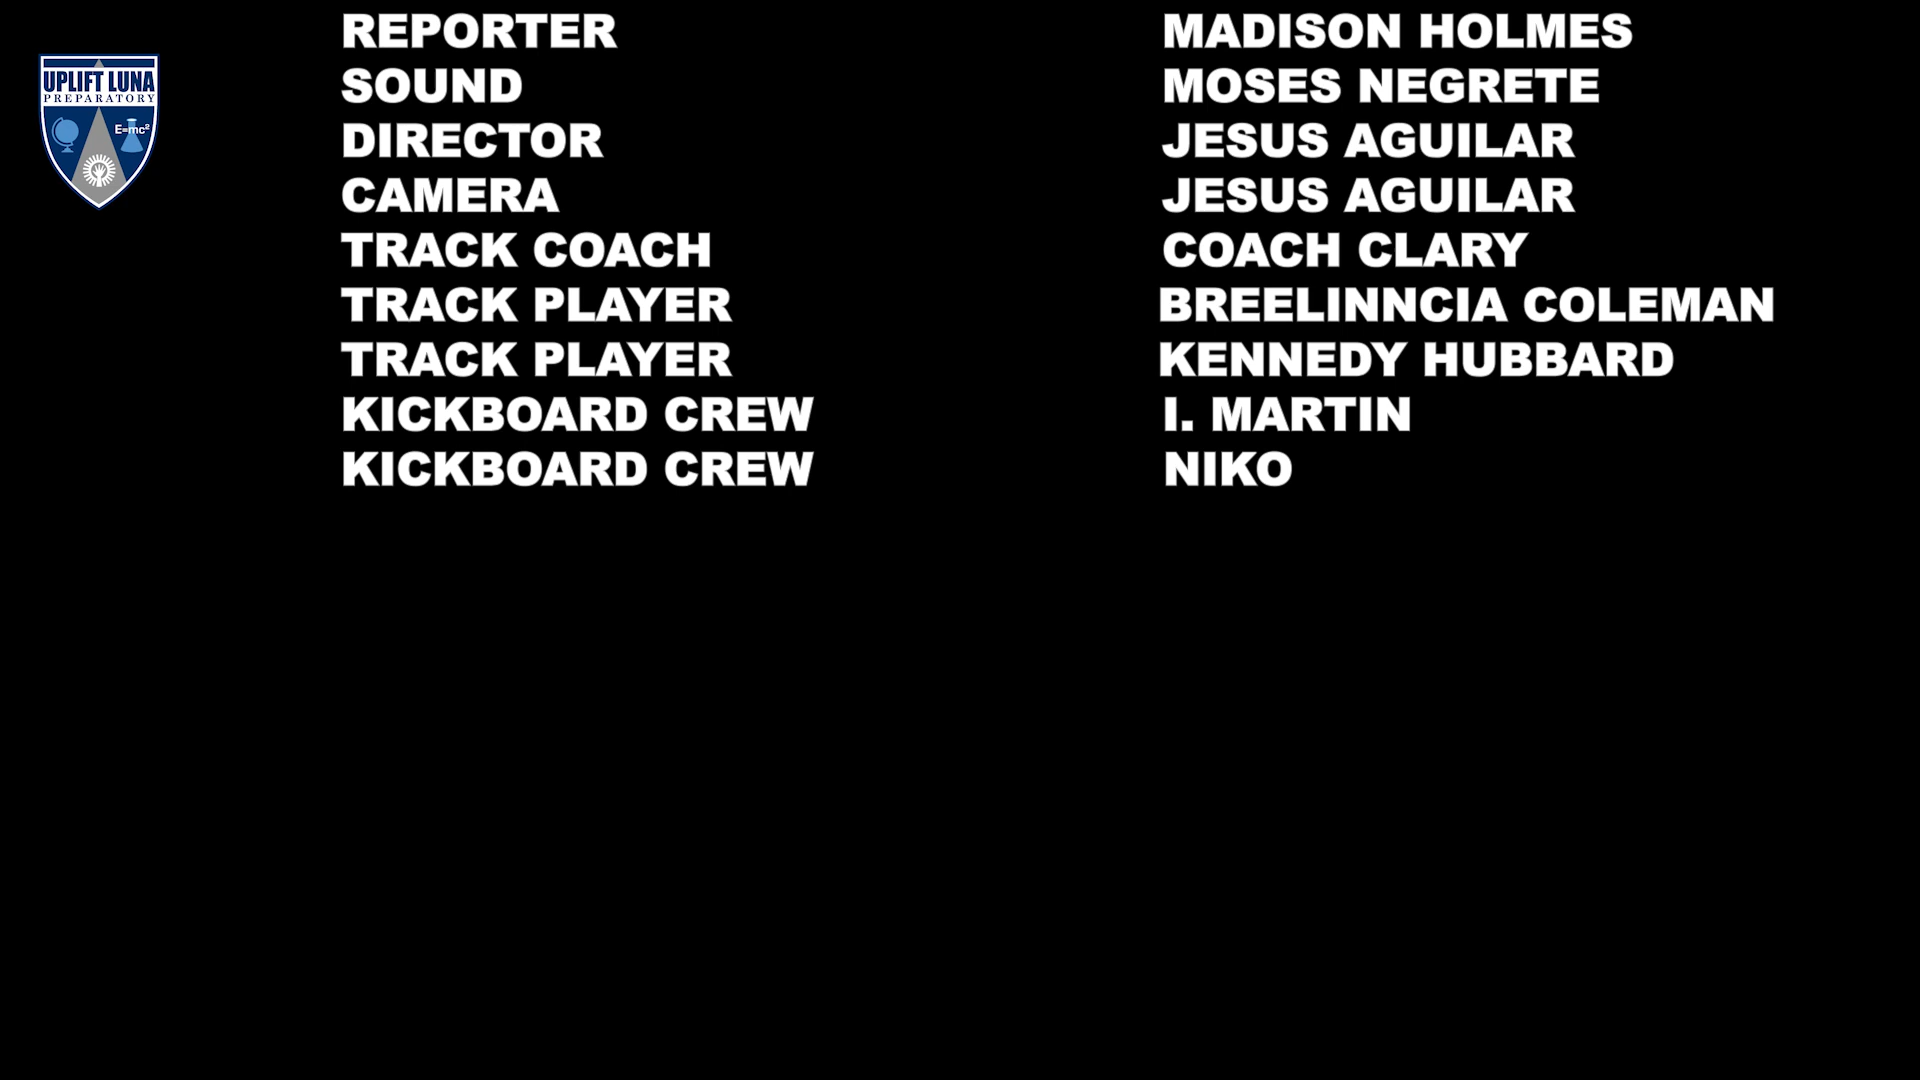 UPLIFT LUNA
PREPARATORY
E=mc²
REPORTER MADISON HOLMES
SOUND MOSES NEGRETE
DIRECTOR JESUS AGUILAR
CAMERA JESUS AGUILAR
TRACK COACH COACH CLARY
TRACK PLAYER BREELINNCIA COLEMAN
TRACK PLAYER KENNEDY HUBBARD
KICKBOARD CREW I. MARTIN
KICKBOARD CREW NIKO